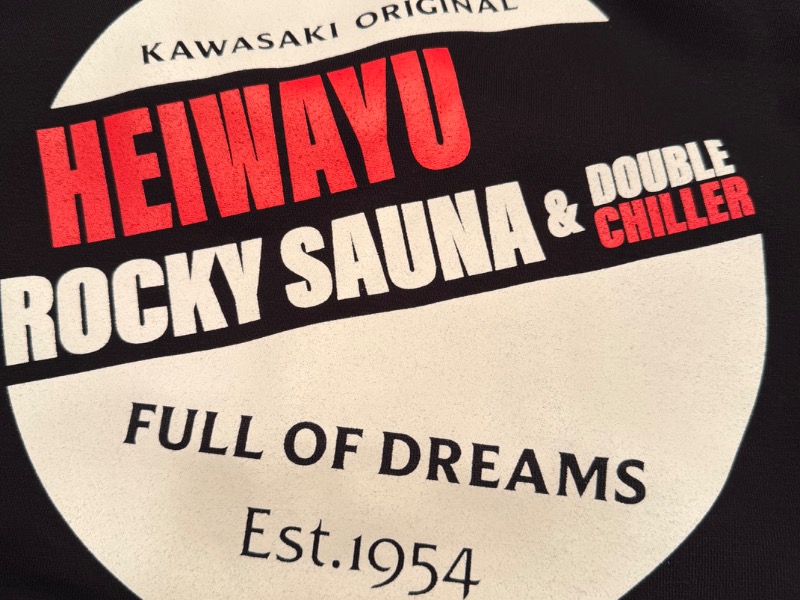 KAWASAKI ORIGINAL
HEIWAYU
ROCKY SAUNA & DOUBLE CHILLER
FULL OF DREAMS
Est.1954